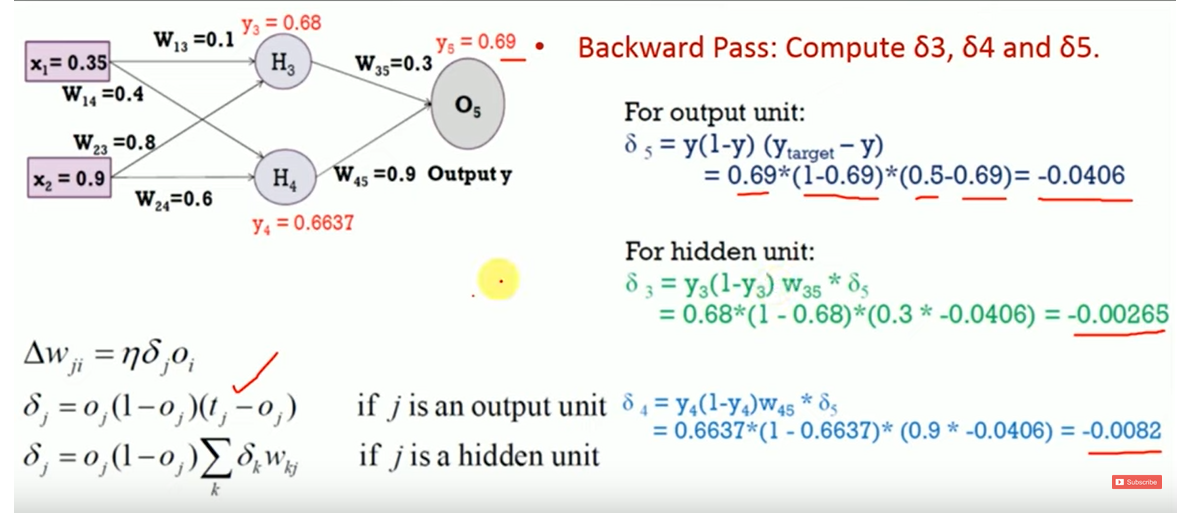 y₃ = 0.68
W₁₃ =0.1
x₁= 0.35
H₃
W₁₄ =0.4
W₃₅=0.3
y₅ = 0.69
O₅
W₂₃ =0.8
x₂ = 0.9
H₄
W₄₅ =0.9 Output y
W₂₄=0.6
y₄ = 0.6637
• Backward Pass: Compute δ3, δ4 and δ5.
For output unit:
δ ₅ = y(1-y) (y_target – y)
= 0.69*(1-0.69)*(0.5-0.69)= -0.0406
For hidden unit:
δ ₃ = y₃(1-y₃) w₃₅ * δ₅
= 0.68*(1 - 0.68)*(0.3 * -0.0406) = -0.00265
Δw_ji = ηδ_j o_i
δ_j = o_j(1−o_j)(t_j −o_j) if j is an output unit
δ_j = o_j(1−o_j)∑_k δ_k w_kj if j is a hidden unit
δ ₄ = y₄(1-y₄)w₄₅ * δ₅
= 0.6637*(1 - 0.6637)* (0.9 * -0.0406) = -0.0082
Subscribe